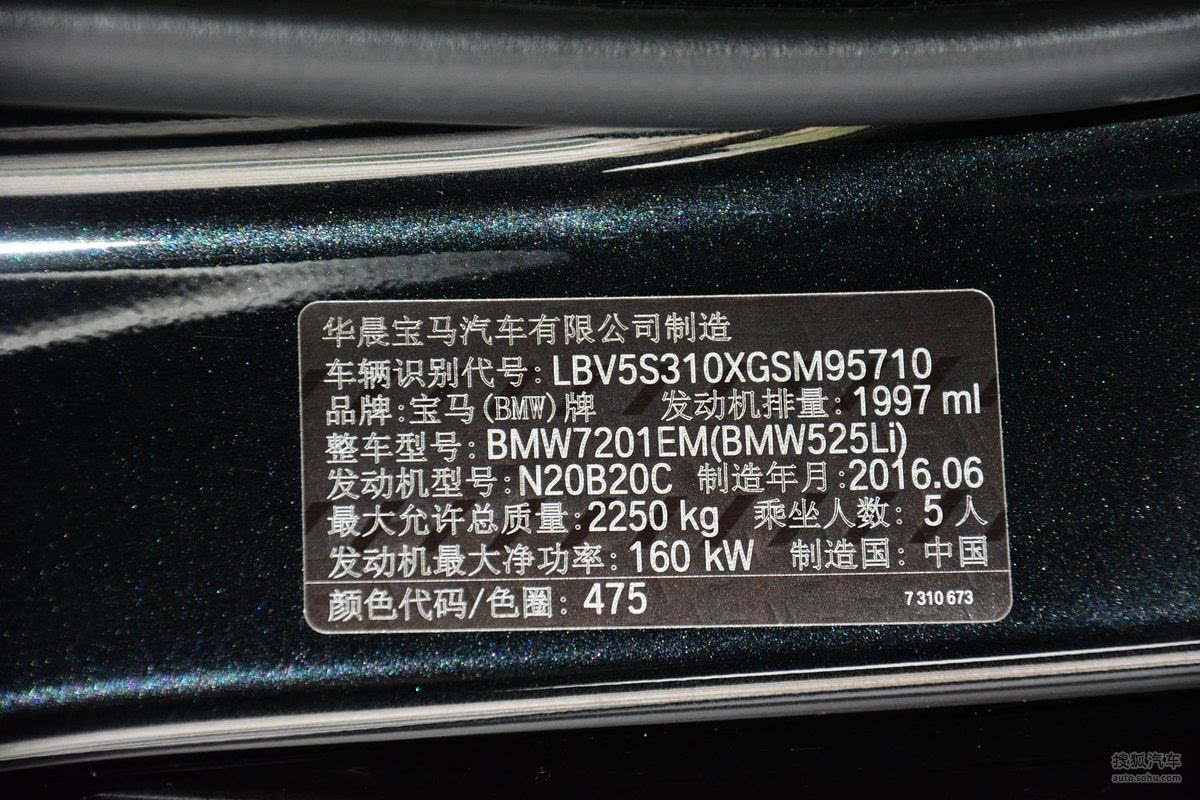 华晨宝马汽车有限公司制造
车辆识别代号: LBV5S310XGSM95710
品牌:宝马(BMW)牌 发动机排量: 1997 ml
整车型号: BMW7201EM(BMW525Li)
发动机型号: N20B20C 制造年月: 2016.06
最大允许总质量: 2250 kg 乘坐人数: 5 人
发动机最大净功率: 160 kW 制造国: 中国
颜色代码/色圈: 475 7 310 673
搜狐汽车
auto.sohu.com